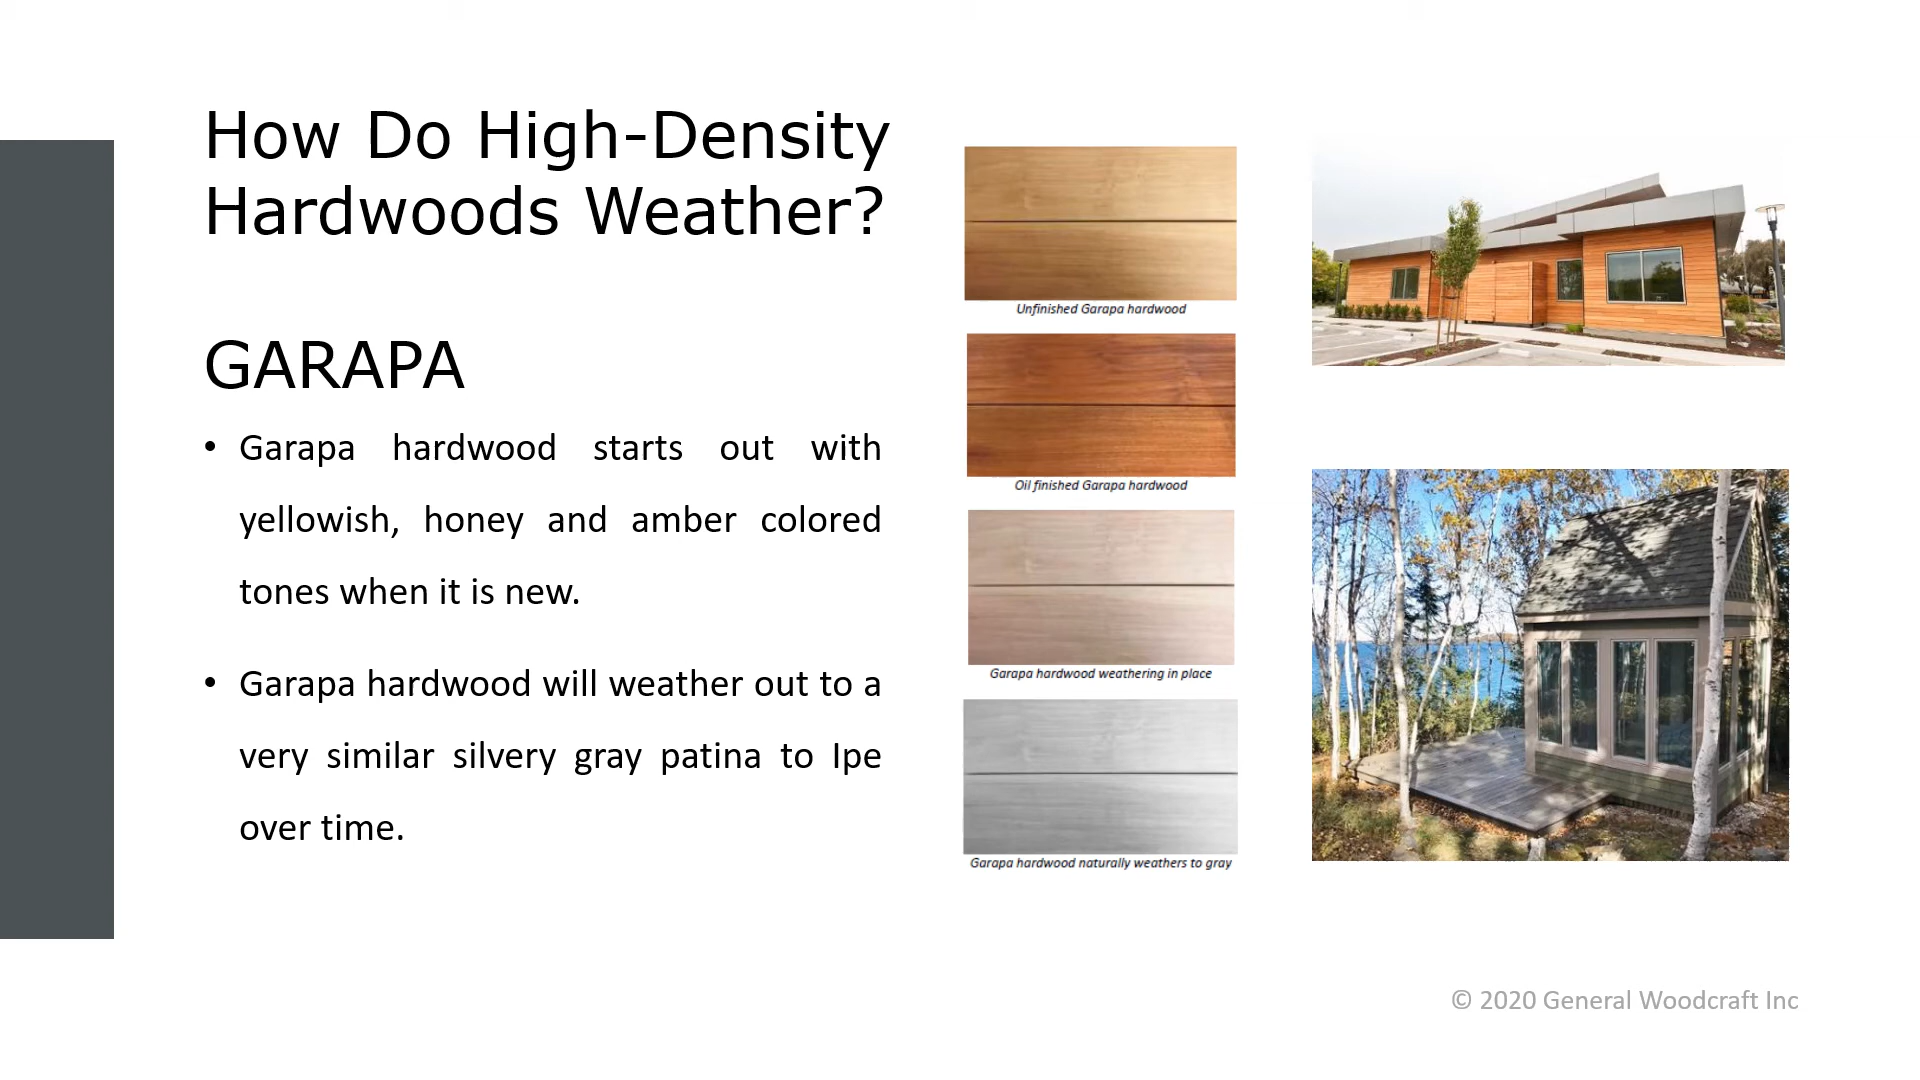 How Do High-Density
Hardwoods Weather?
GARAPA
• Garapa hardwood starts out with
yellowish, honey and amber colored
tones when it is new.
• Garapa hardwood will weather out to a
very similar silvery gray patina to Ipe
over time.
Unfinished Garapa hardwood
Oil finished Garapa hardwood
Garapa hardwood weathering in place
Garapa hardwood naturally weathers to gray
© 2020 General Woodcraft Inc